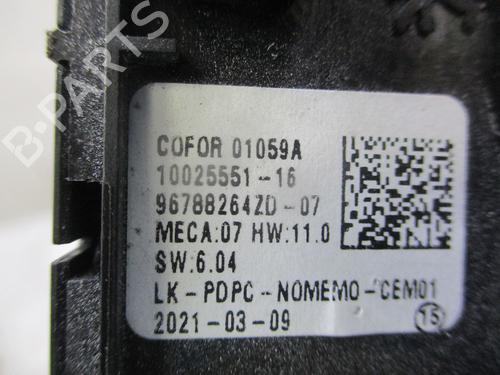 B-PARTS
COFOR 01059A
10025551-16
96788264ZD-07
MECA:07 HW:11.0
SW:6.04
LK-PDPC-NOMEMO-CEM01
2021-03-09
15